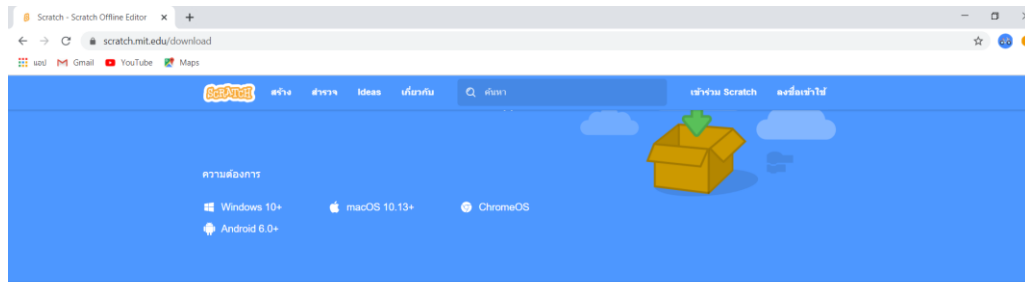 Scratch - Scratch Offline Editor
scratch.mit.edu/download
แอป Gmail YouTube Maps
SCRATCH สร้าง สำรวจ Ideas เกี่ยวกับ ค้นหา เข้าร่วม Scratch ลงชื่อเข้าใช้
ความต้องการ
Windows 10+ macOS 10.13+ ChromeOS
Android 6.0+